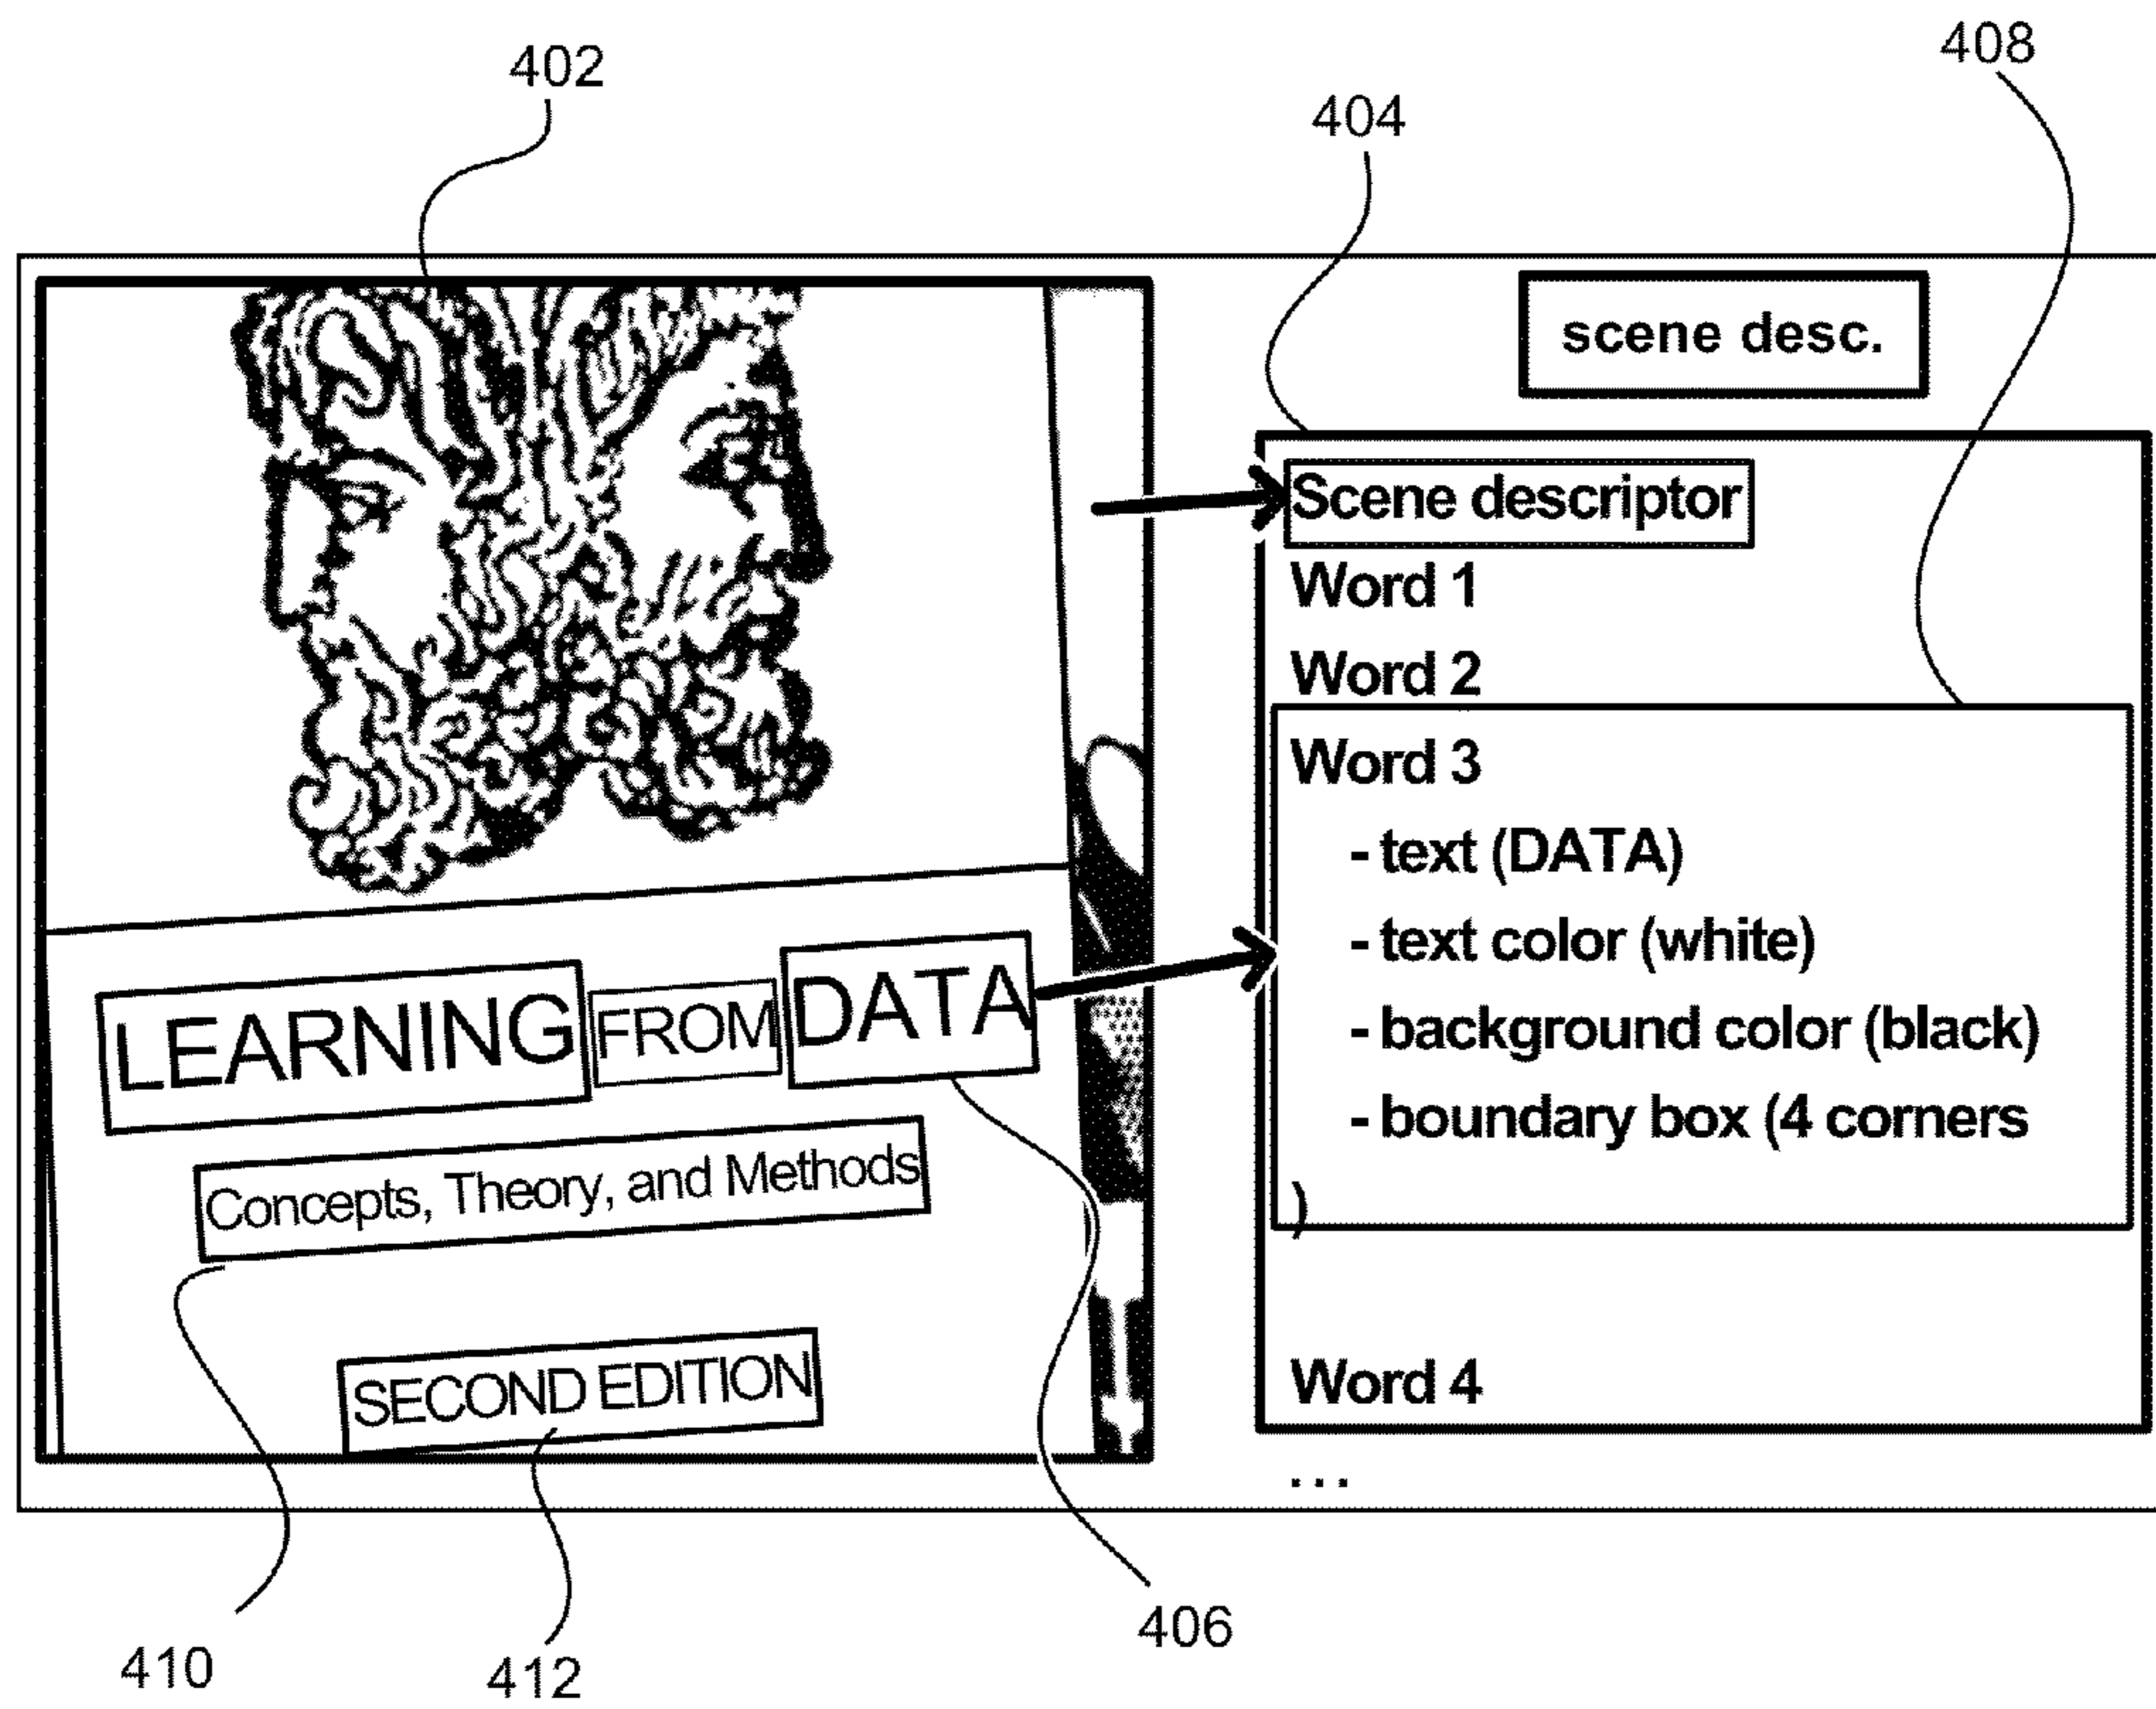 402
408
404
scene desc.
Scene descriptor
Word 1
Word 2
Word 3
- text (DATA)
- text color (white)
- background color (black)
- boundary box (4 corners
)
Word 4
...
LEARNING FROM DATA
Concepts, Theory, and Methods
SECOND EDITION
406
410
412